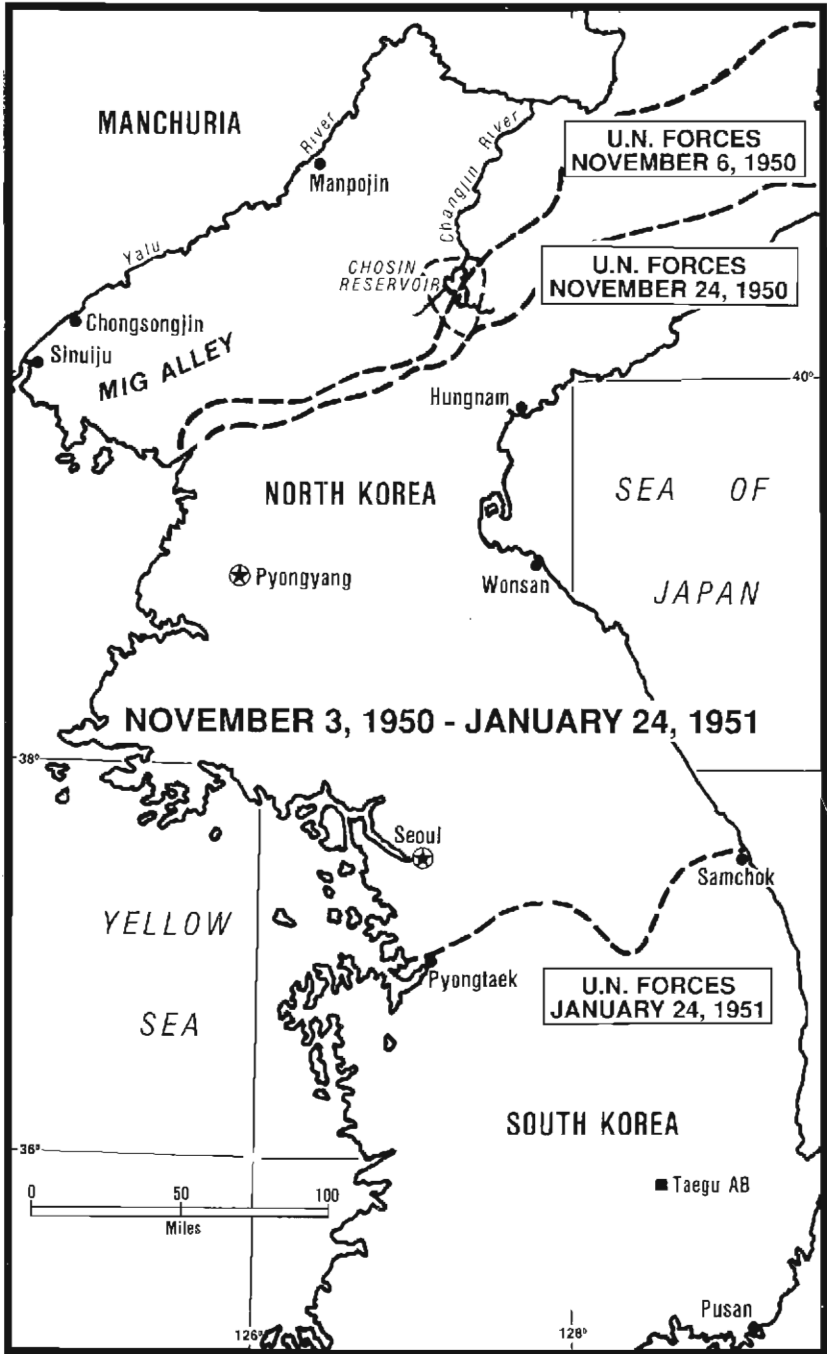 MANCHURIA
River
Manpojin
Changjin River
U.N. FORCES
NOVEMBER 6, 1950
Yalu
CHOSIN
RESERVOIR
U.N. FORCES
NOVEMBER 24, 1950
Chongsongjin
Sinuiju
MIG ALLEY
40°
Hungnam
NORTH KOREA
SEA OF
JAPAN
Pyongyang
Wonsan
NOVEMBER 3, 1950 - JANUARY 24, 1951
38°
Seoul
Samchok
YELLOW
SEA
Pyongtaek
U.N. FORCES
JANUARY 24, 1951
SOUTH KOREA
36°
Taegu AB
0 50 100
Miles
Pusan
126° 128°